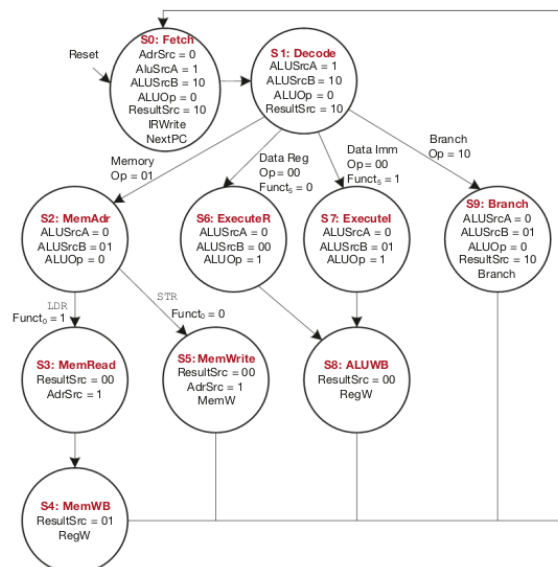 Reset
S0: Fetch
AdrSrc = 0
AluSrcA = 1
ALUSrcB = 10
ALUOp = 0
ResultSrc = 10
IRWrite
NextPC
S1: Decode
ALUSrcA = 1
ALUSrcB = 10
ALUOp = 0
ResultSrc = 10
Memory
Op = 01
Data Reg
Op = 00
Funct₅ = 0
Data Imm
Op = 00
Funct₅ = 1
Branch
Op = 10
S2: MemAdr
ALUSrcA = 0
ALUSrcB = 01
ALUOp = 0
S6: ExecuteR
ALUSrcA = 0
ALUSrcB = 00
ALUOp = 1
S7: ExecuteI
ALUSrcA = 0
ALUSrcB = 01
ALUOp = 1
S9: Branch
ALUSrcA = 0
ALUSrcB = 01
ALUOp = 0
ResultSrc = 10
Branch
LDR
Funct₀ = 1
STR
Funct₀ = 0
S3: MemRead
ResultSrc = 00
AdrSrc = 1
S5: MemWrite
ResultSrc = 00
AdrSrc = 1
MemW
S8: ALUWB
ResultSrc = 00
RegW
S4: MemWB
ResultSrc = 01
RegW